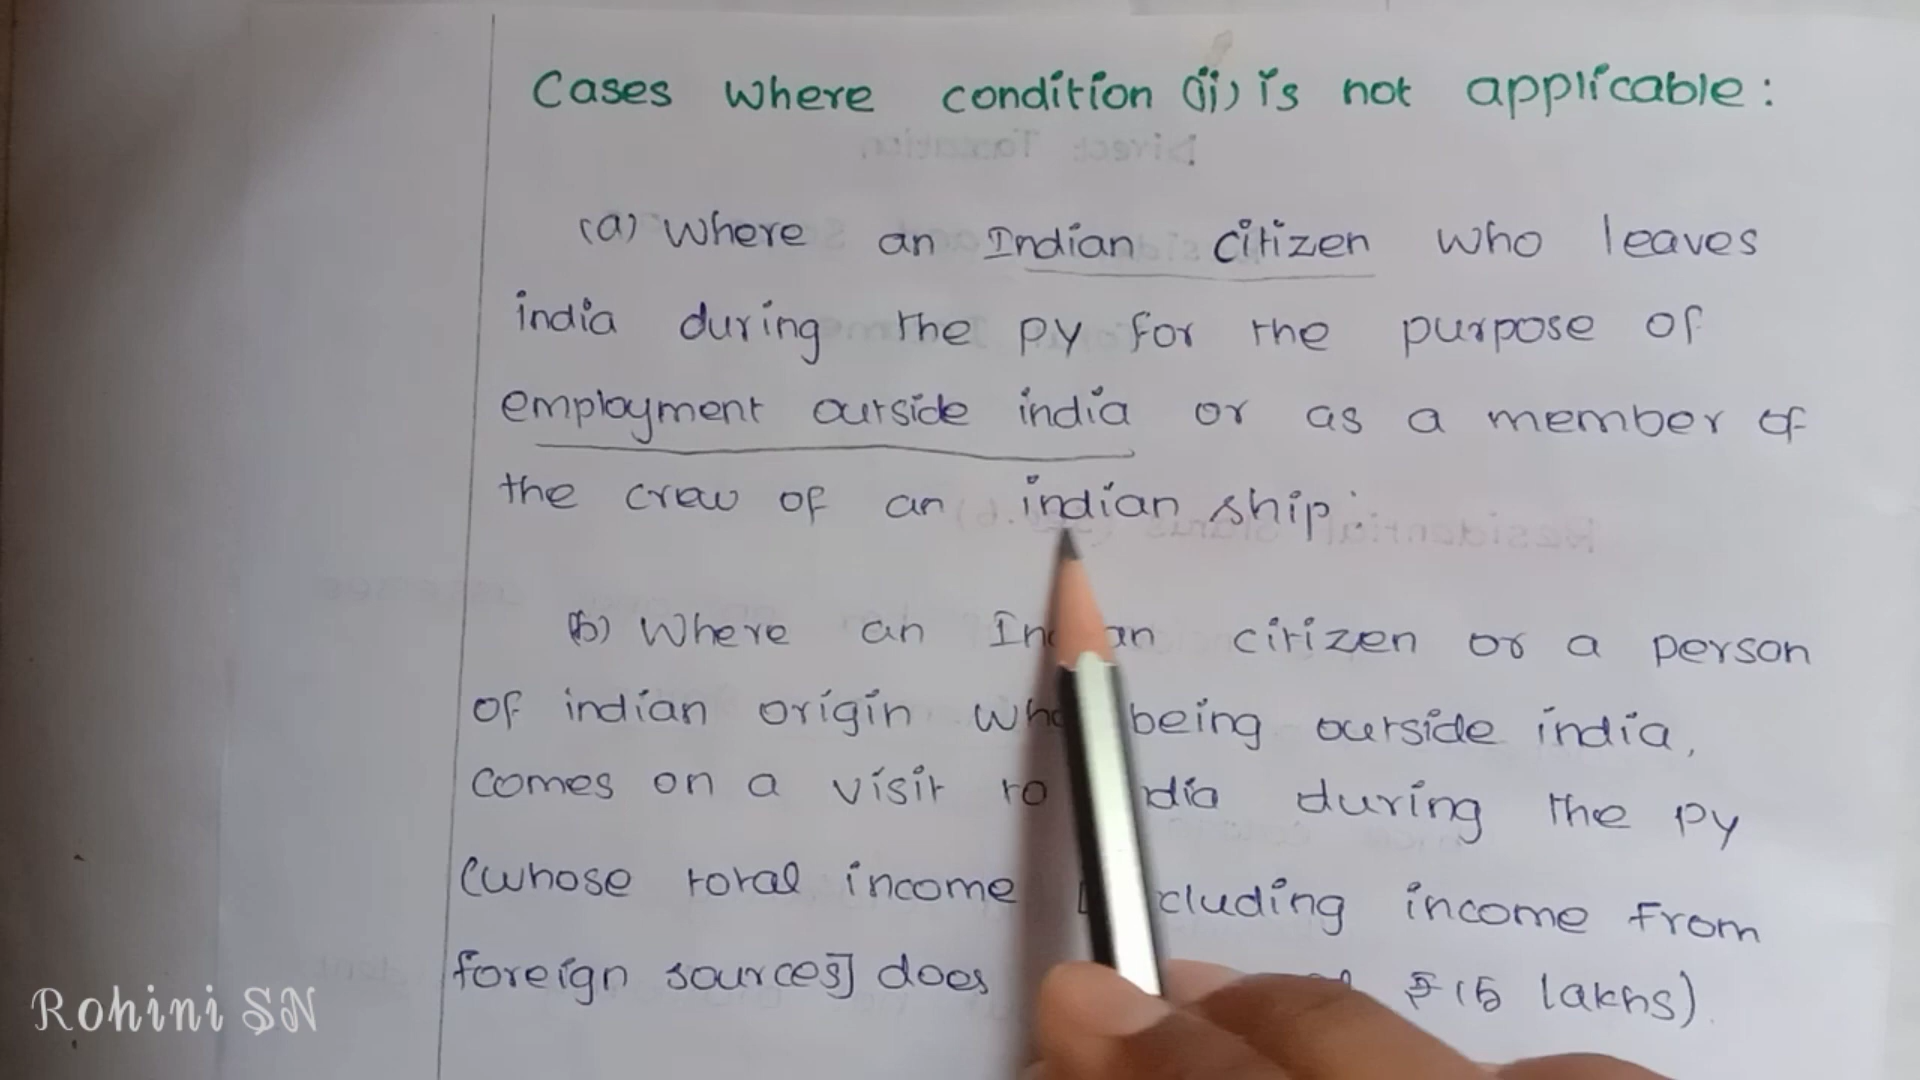 Cases where condition (ii) is not applicable :
(a) Where an Indian citizen who leaves
india during the PY for the purpose of
employment outside india or as a member of
the crew of an indian ship.
(b) Where an citizen or a person
of indian origin being outside india,
comes on a visit to during the PY
(whose total income income from
foreign sources] does ₹ 15 lakhs).
Rohini SN